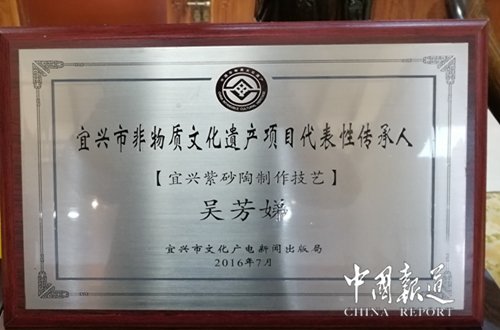 宜兴市非物质文化遗产项目代表性传承人
【宜兴紫砂陶制作技艺】
吴芳娣
宜兴市文化广电新闻出版局
2016年7月
中國報道
CHINA REPORT